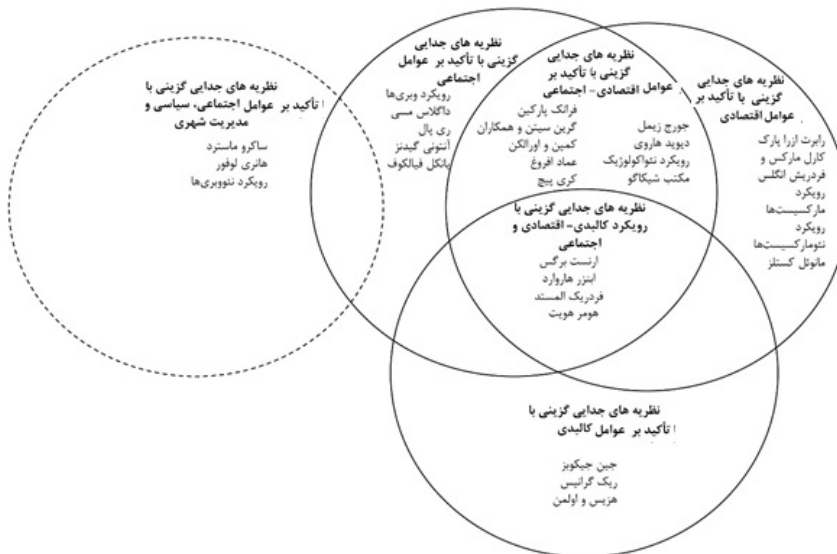 نظریه های جدایی
گزینی با تأکید بر
عوامل اقتصادی
رابرت ازرا پارک
کارل مارکس و
فردریش انگلس
رویکرد
مارکسیست‌ها
رویکرد
نئومارکسیست‌ها
مانوئل کستلز
نظریه های جدایی
گزینی با تأکید بر
عوامل اقتصادی- اجتماعی
جورج زیمل
دیوید هاروی
رویکرد نئواکولوژیک
مکتب شیکاگو
فرانک پارکین
گرین سیتن و همکاران
کمپن و اورالکن
عماد افروغ
کری پیچ
نظریه های جدایی
گزینی با تأکید بر عوامل
اجتماعی
رویکرد وبری‌ها
داگلاس مسی
ری پال
آنتونی گیدنز
پانکل فیالکوف
نظریه های جدایی گزینی با
تأکید بر عوامل اجتماعی، سیاسی و
مدیریت شهری
ساکرو ماسترد
هانری لوفور
رویکرد نئووبری‌ها
نظریه های جدایی گزینی با
رویکرد کالبدی- اقتصادی و
اجتماعی
ارنست برگس
ابنزر هاروارد
فردریک المستد
هومر هویت
نظریه های جدایی گزینی با
تأکید بر عوامل کالبدی
جین جیکوبز
ریک گرانیس
هزیس و اولمن